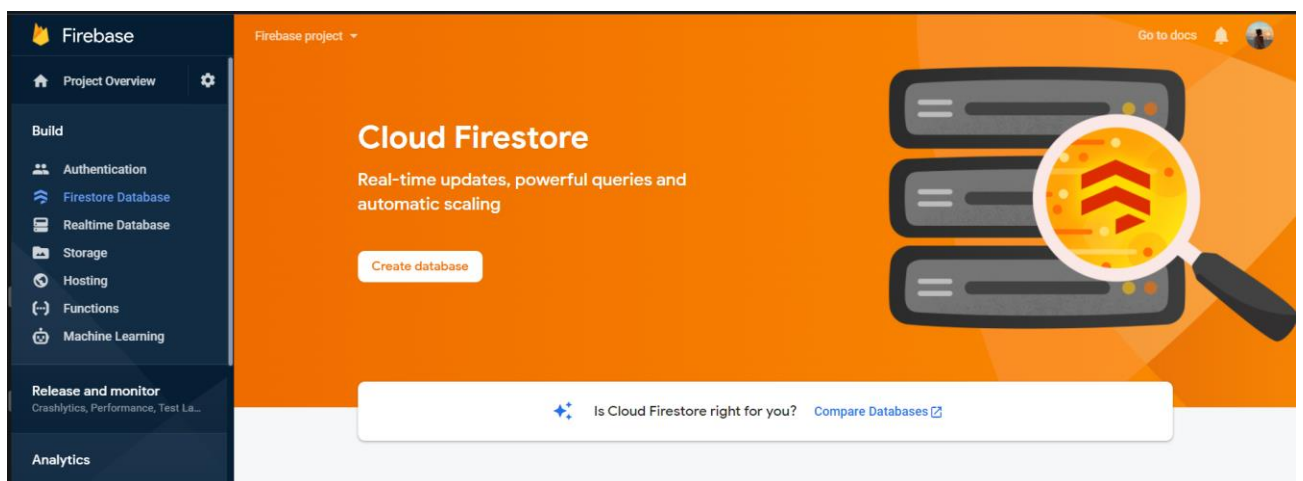 Firebase
Project Overview
Build
Authentication
Firestore Database
Realtime Database
Storage
Hosting
Functions
Machine Learning
Release and monitor
Crashlytics, Performance, Test La...
Analytics
Firebase project
Go to docs
Cloud Firestore
Real-time updates, powerful queries and
automatic scaling
Create database
Is Cloud Firestore right for you? Compare Databases